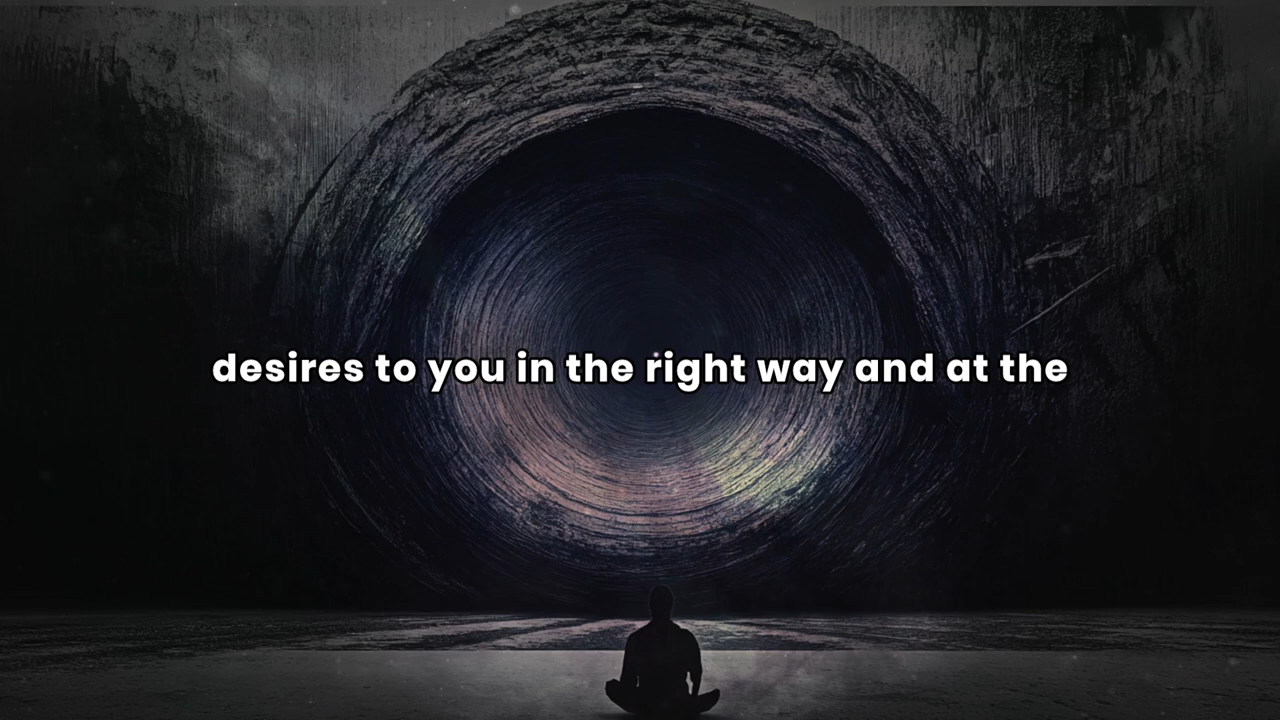 desires to you in the right way and at the